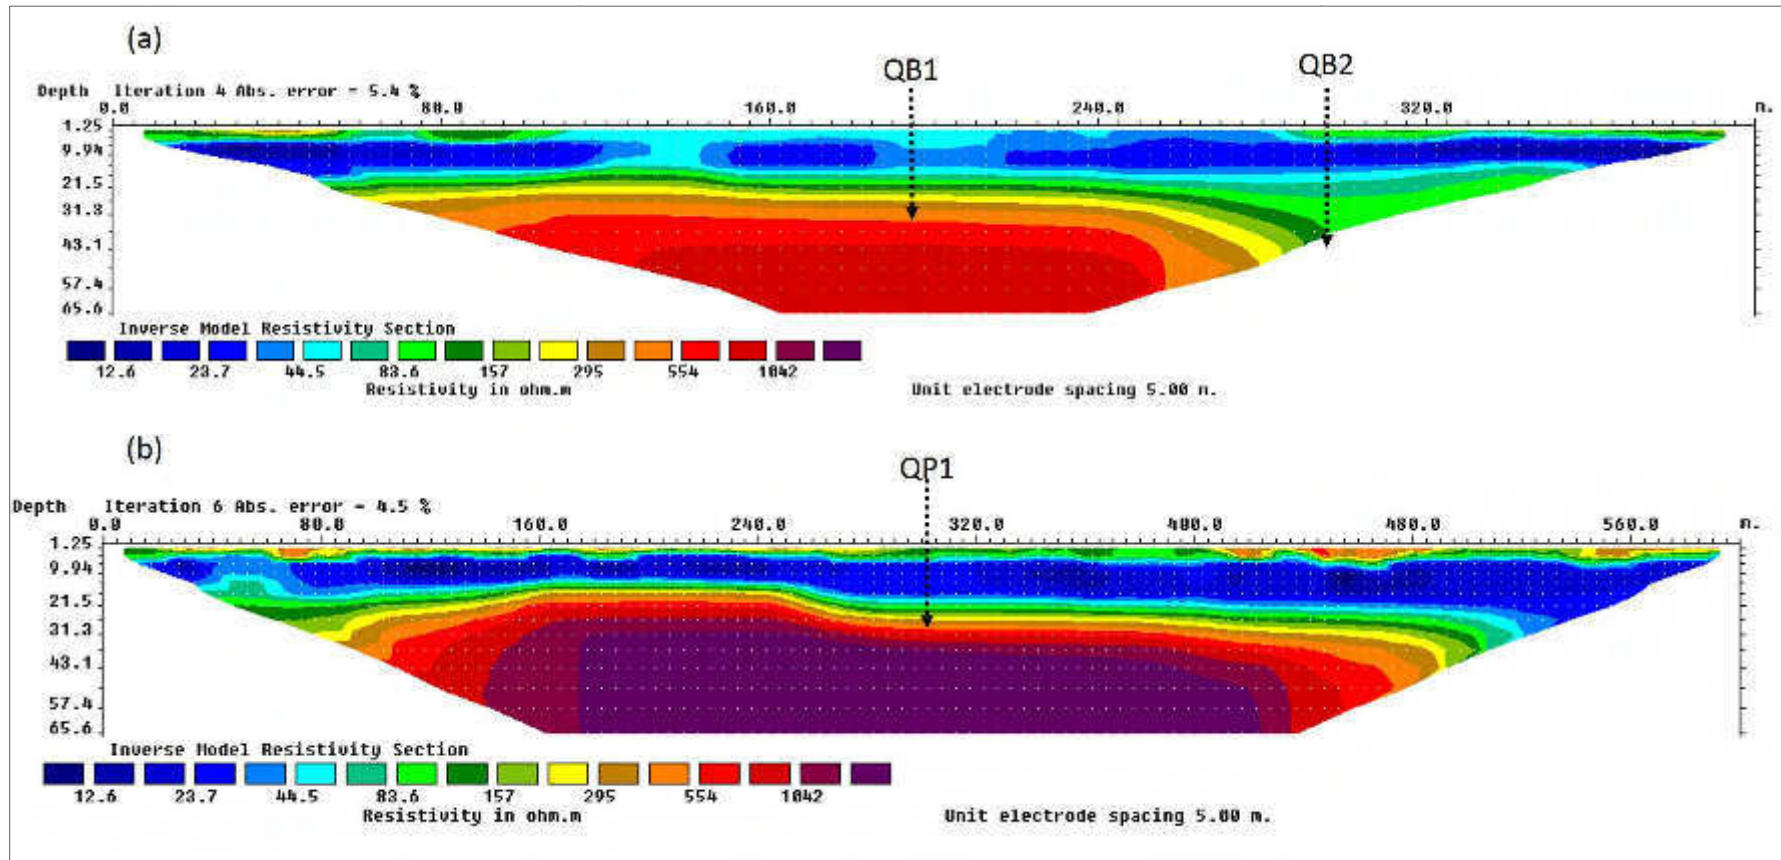 (a)
QB1
QB2
Depth Iteration 4 Abs. error = 5.4 %
0.0 80.0 160.0 240.0 320.0 m.
1.25
9.94
21.5
31.3
43.1
57.4
65.6
Inverse Model Resistivity Section
12.6 23.7 44.5 83.6 157 295 554 1042
Resistivity in ohm.m
Unit electrode spacing 5.00 m.
(b)
QP1
Depth Iteration 6 Abs. error = 4.5 %
0.0 80.0 160.0 240.0 320.0 400.0 480.0 560.0 m.
1.25
9.94
21.5
31.3
43.1
57.4
65.6
Inverse Model Resistivity Section
12.6 23.7 44.5 83.6 157 295 554 1042
Resistivity in ohm.m
Unit electrode spacing 5.00 m.